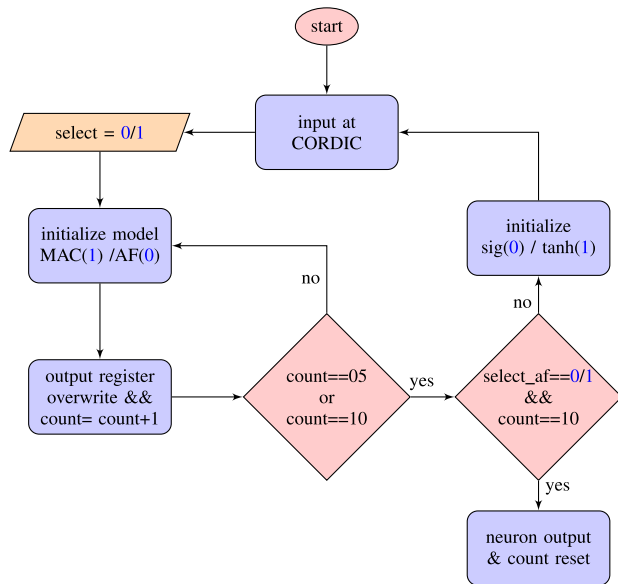 start
input at
CORDIC
select = 0/1
initialize model
MAC(1) /AF(0)
initialize
sig(0) / tanh(1)
no
no
output register
overwrite &&
count= count+1
count==05
or
count==10
yes
select_af==0/1
&&
count==10
yes
neuron output
& count reset